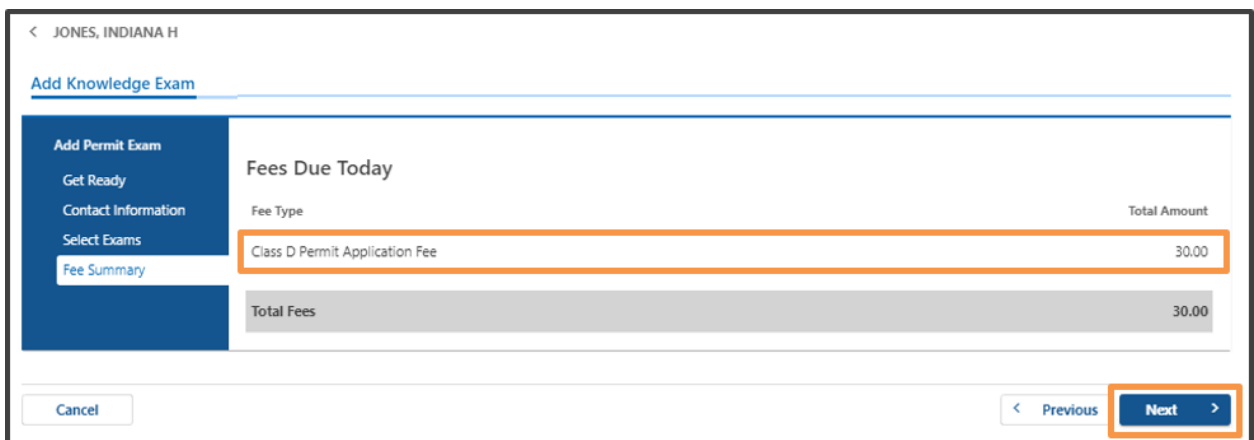 < JONES, INDIANA H
Add Knowledge Exam
Add Permit Exam
Get Ready
Contact Information
Select Exams
Fee Summary
Fees Due Today
Fee Type Total Amount
Class D Permit Application Fee 30.00
Total Fees 30.00
Cancel < Previous Next >